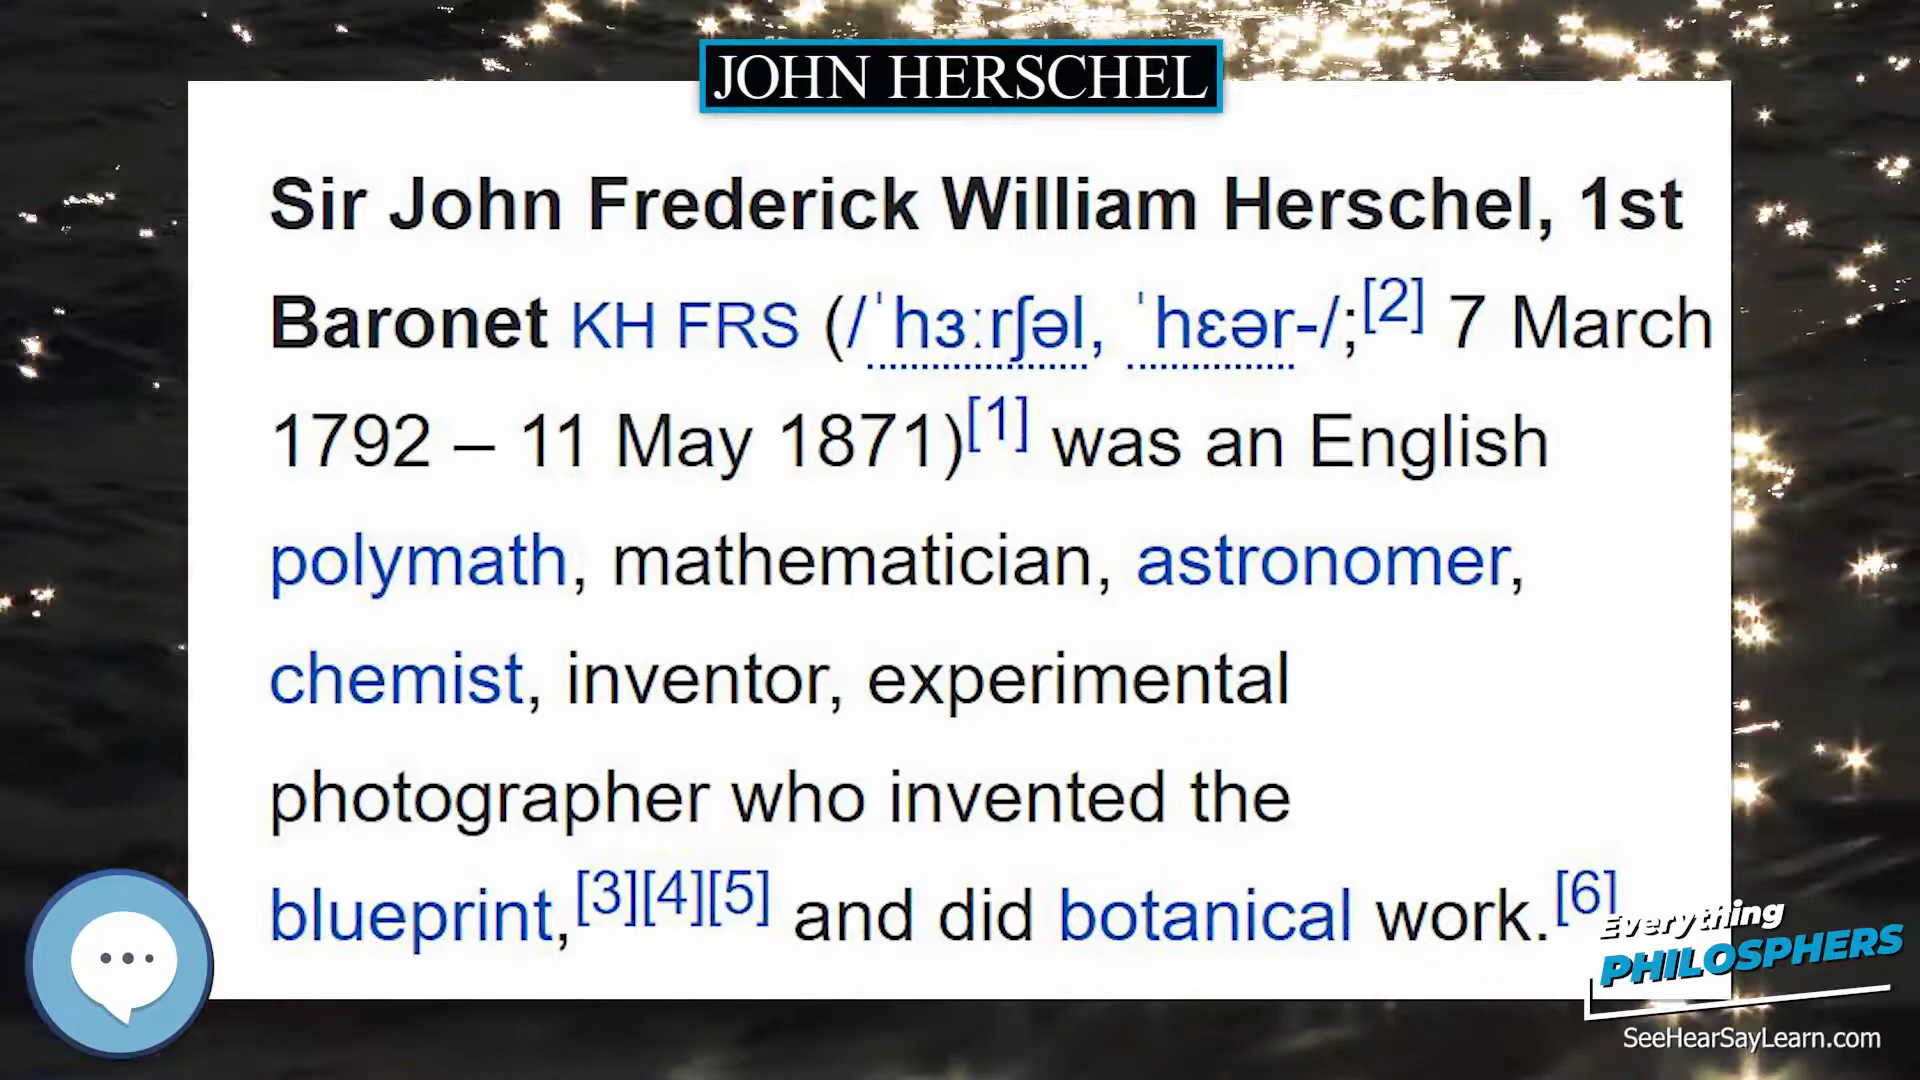 JOHN HERSCHEL
Sir John Frederick William Herschel, 1st
Baronet KH FRS (/ˈhɜːrʃəl, ˈhɛər-/;[2] 7 March
1792 – 11 May 1871)[1] was an English
polymath, mathematician, astronomer,
chemist, inventor, experimental
photographer who invented the
blueprint,[3][4][5] and did botanical work.[6]
Everything
PHILOSPHERS
SeeHearSayLearn.com